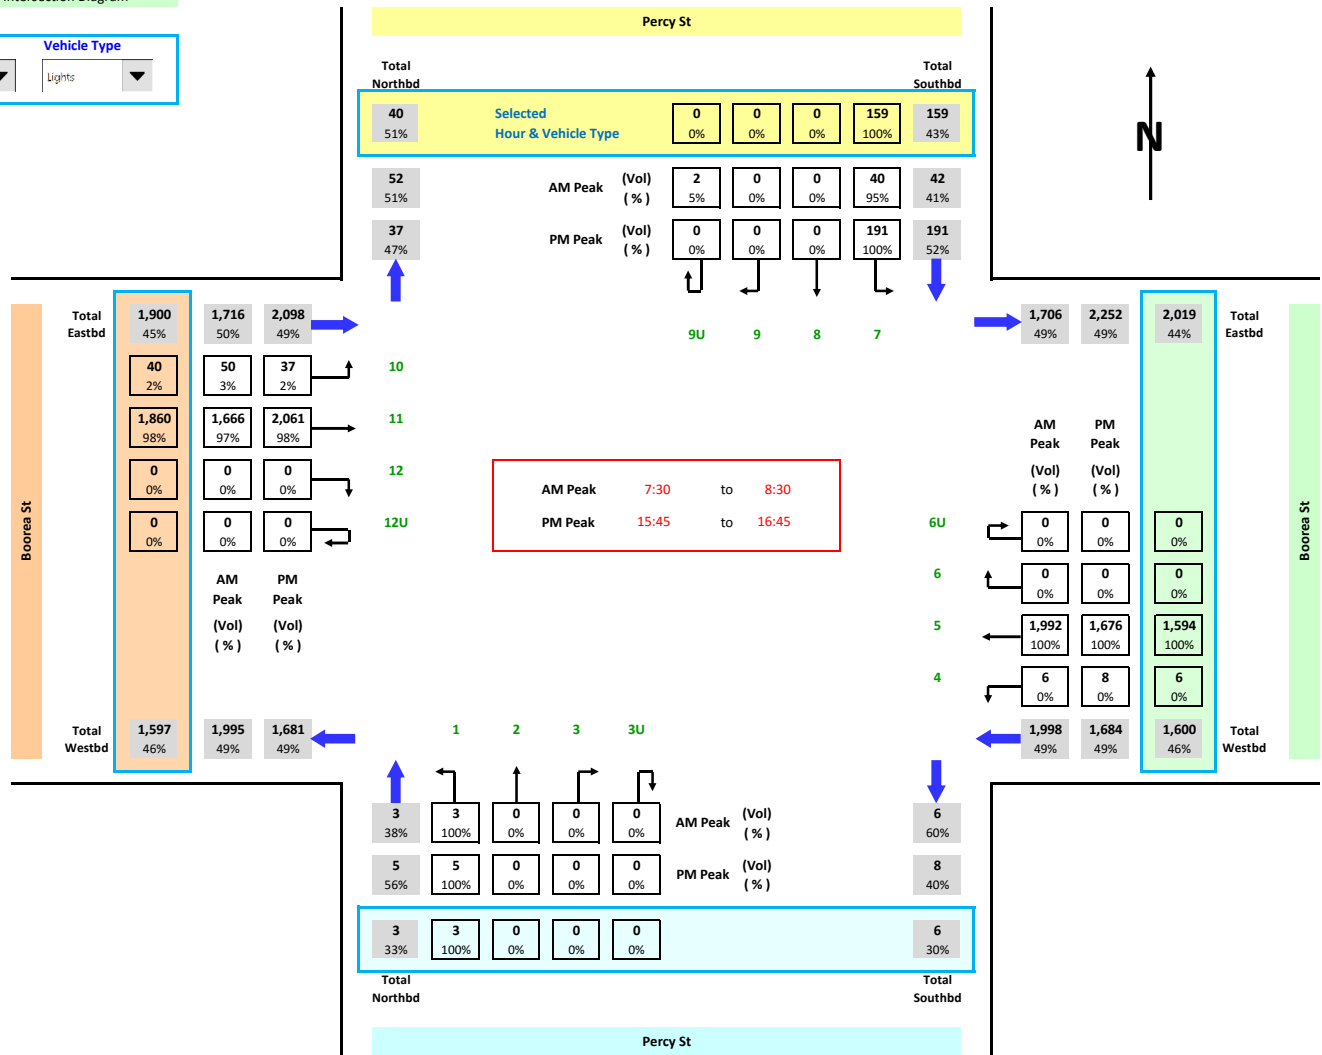 Intersection Diagram
Vehicle Type
Lights
Percy St
Total Northbd
Total Southbd
40 51%
Selected Hour & Vehicle Type
0 0%
0 0%
0 0%
159 100%
159 43%
52 51%
AM Peak (Vol) ( % )
2 5%
0 0%
0 0%
40 95%
42 41%
37 47%
PM Peak (Vol) ( % )
0 0%
0 0%
0 0%
191 100%
191 52%
9U 9 8 7
N
Boorea St
Total Eastbd
1,900 45%
1,716 50%
2,098 49%
40 2%
50 3%
37 2%
10
1,860 98%
1,666 97%
2,061 98%
11
0 0%
0 0%
0 0%
12
0 0%
0 0%
0 0%
12U
AM Peak (Vol) ( % )
PM Peak (Vol) ( % )
Total Westbd
1,597 46%
1,995 49%
1,681 49%
AM Peak 7:30 to 8:30
PM Peak 15:45 to 16:45
1,706 49%
2,252 49%
2,019 44%
Total Eastbd
AM Peak (Vol) ( % )
PM Peak (Vol) ( % )
6U
0 0%
0 0%
0 0%
6
0 0%
0 0%
0 0%
5
1,992 100%
1,676 100%
1,594 100%
4
6 0%
8 0%
6 0%
1,998 49%
1,684 49%
1,600 46%
Total Westbd
Boorea St
1 2 3 3U
3 38%
3 100%
0 0%
0 0%
0 0%
AM Peak (Vol) ( % )
6 60%
5 56%
5 100%
0 0%
0 0%
0 0%
PM Peak (Vol) ( % )
8 40%
3 33%
3 100%
0 0%
0 0%
0 0%
6 30%
Total Northbd
Total Southbd
Percy St